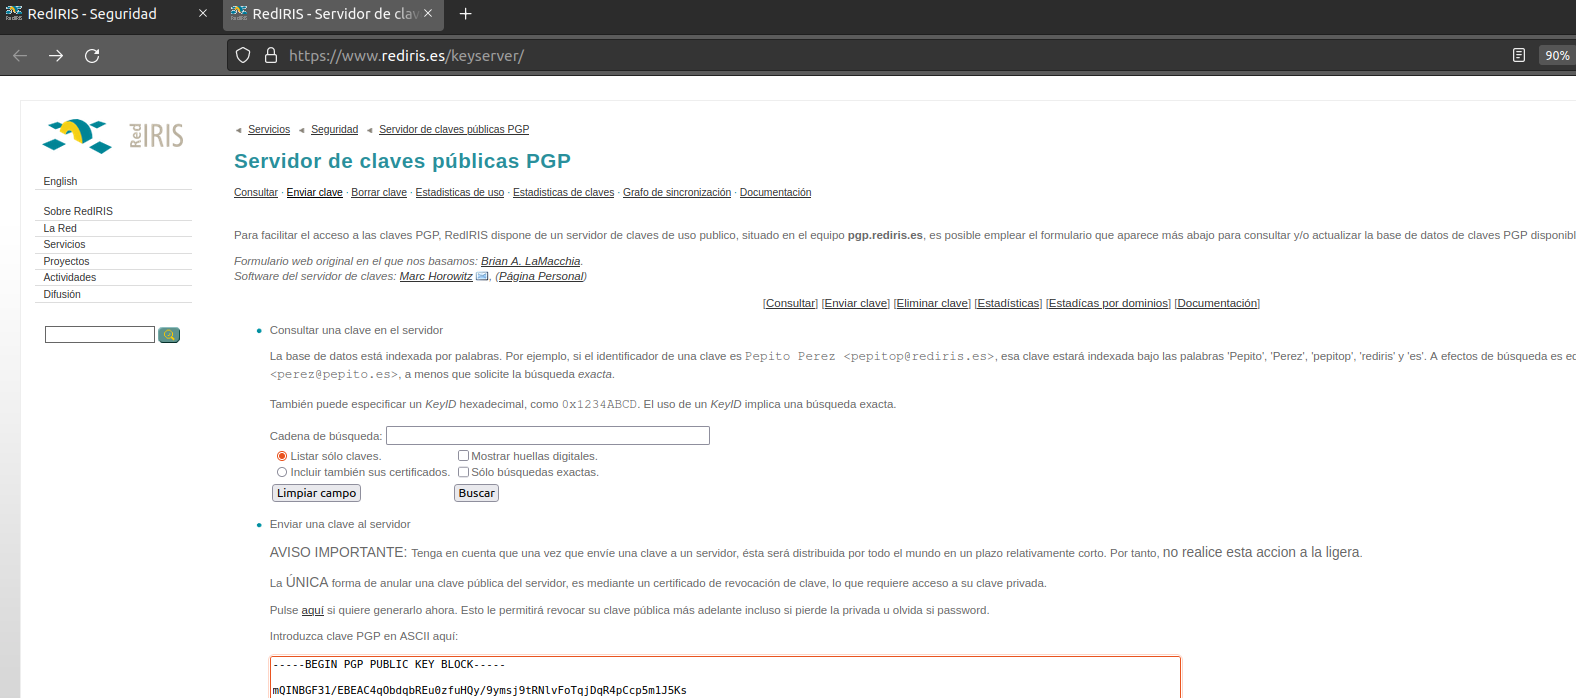 RedIRIS - Seguridad
RedIRIS - Servidor de clav
https://www.rediris.es/keyserver/
90%
Red IRIS
English
Sobre RedIRIS
La Red
Servicios
Proyectos
Actividades
Difusión
Servicios Seguridad Servidor de claves públicas PGP
Servidor de claves públicas PGP
Consultar · Enviar clave · Borrar clave · Estadisticas de uso · Estadisticas de claves · Grafo de sincronización · Documentación
Para facilitar el acceso a las claves PGP, RedIRIS dispone de un servidor de claves de uso publico, situado en el equipo pgp.rediris.es, es posible emplear el formulario que aparece más abajo para consultar y/o actualizar la base de datos de claves PGP disponibl
Formulario web original en el que nos basamos: Brian A. LaMacchia.
Software del servidor de claves: Marc Horowitz, (Página Personal)
[Consultar] [Enviar clave] [Eliminar clave] [Estadísticas] [Estadícas por dominios] [Documentación]
Consultar una clave en el servidor
La base de datos está indexada por palabras. Por ejemplo, si el identificador de una clave es Pepito Perez <pepitop@rediris.es>, esa clave estará indexada bajo las palabras 'Pepito', 'Perez', 'pepitop', 'rediris' y 'es'. A efectos de búsqueda es
<perez@pepito.es>, a menos que solicite la búsqueda exacta.
También puede especificar un KeyID hexadecimal, como 0x1234ABCD. El uso de un KeyID implica una búsqueda exacta.
Cadena de búsqueda:
Listar sólo claves. Mostrar huellas digitales.
Incluir también sus certificados. Sólo búsquedas exactas.
Limpiar campo Buscar
Enviar una clave al servidor
AVISO IMPORTANTE: Tenga en cuenta que una vez que envíe una clave a un servidor, ésta será distribuida por todo el mundo en un plazo relativamente corto. Por tanto, no realice esta accion a la ligera.
La ÚNICA forma de anular una clave pública del servidor, es mediante un certificado de revocación de clave, lo que requiere acceso a su clave privada.
Pulse aquí si quiere generarlo ahora. Esto le permitirá revocar su clave pública más adelante incluso si pierde la privada u olvida si password.
Introduzca clave PGP en ASCII aquí:
-----BEGIN PGP PUBLIC KEY BLOCK-----
mQINBGF31/EBEAC4qObdqbREu0zfuHQy/9ymsj9tRNlvFoTqjDqR4pCcp5m1J5Ks